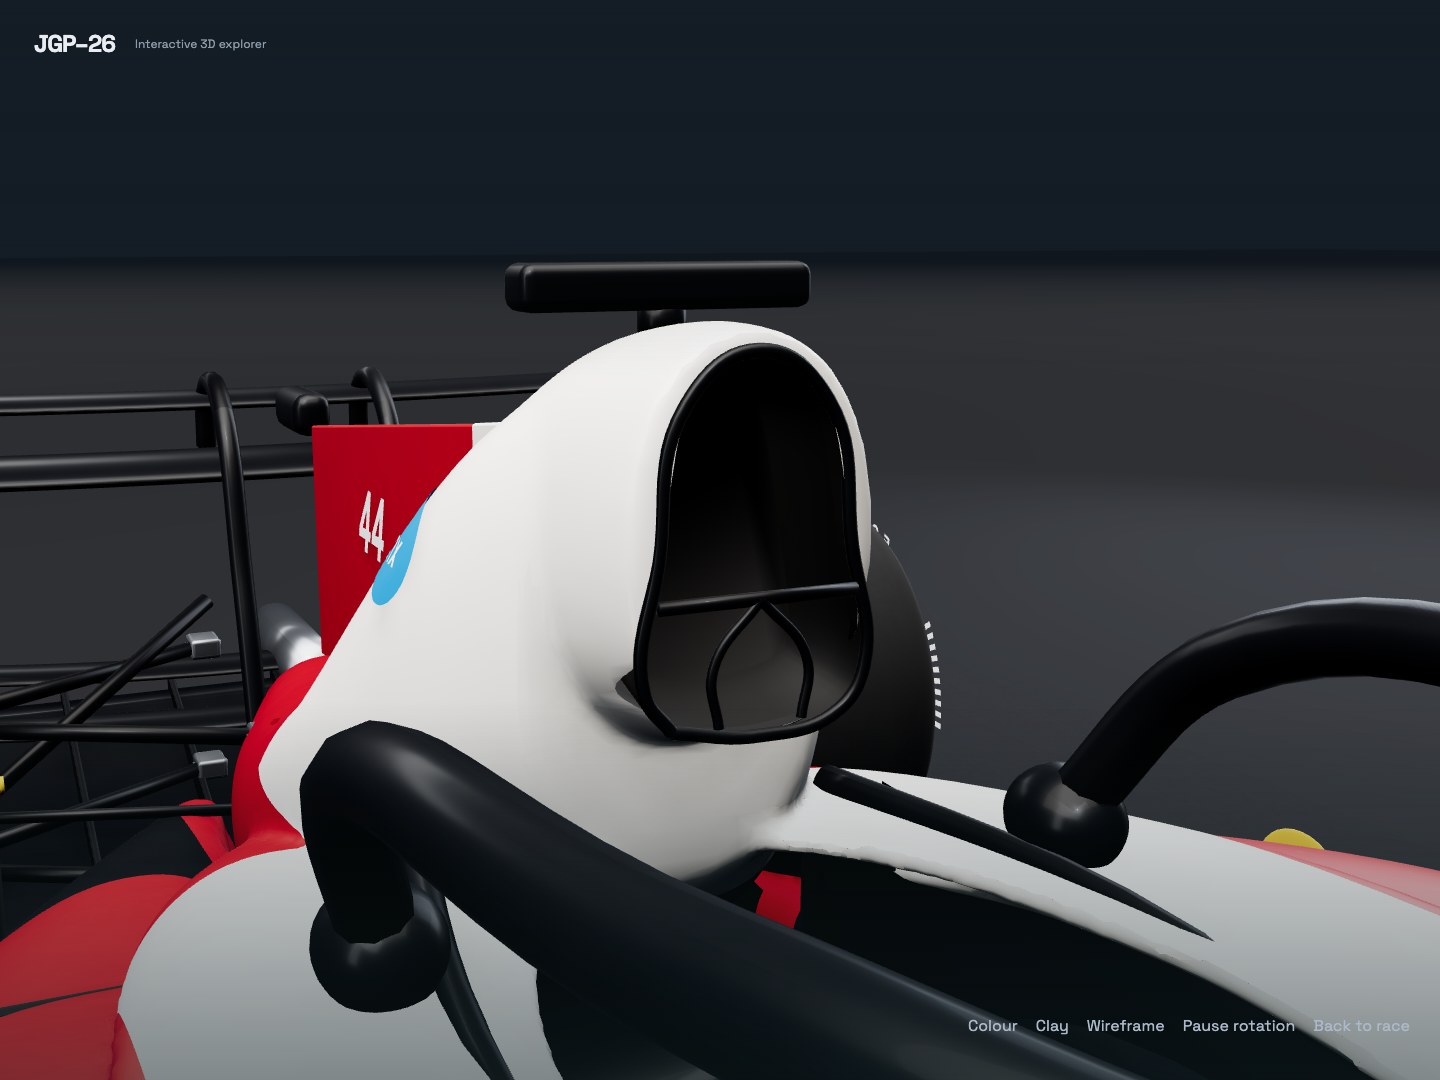 JGP–26 Interactive 3D explorer
44
Colour Clay Wireframe Pause rotation Back to race